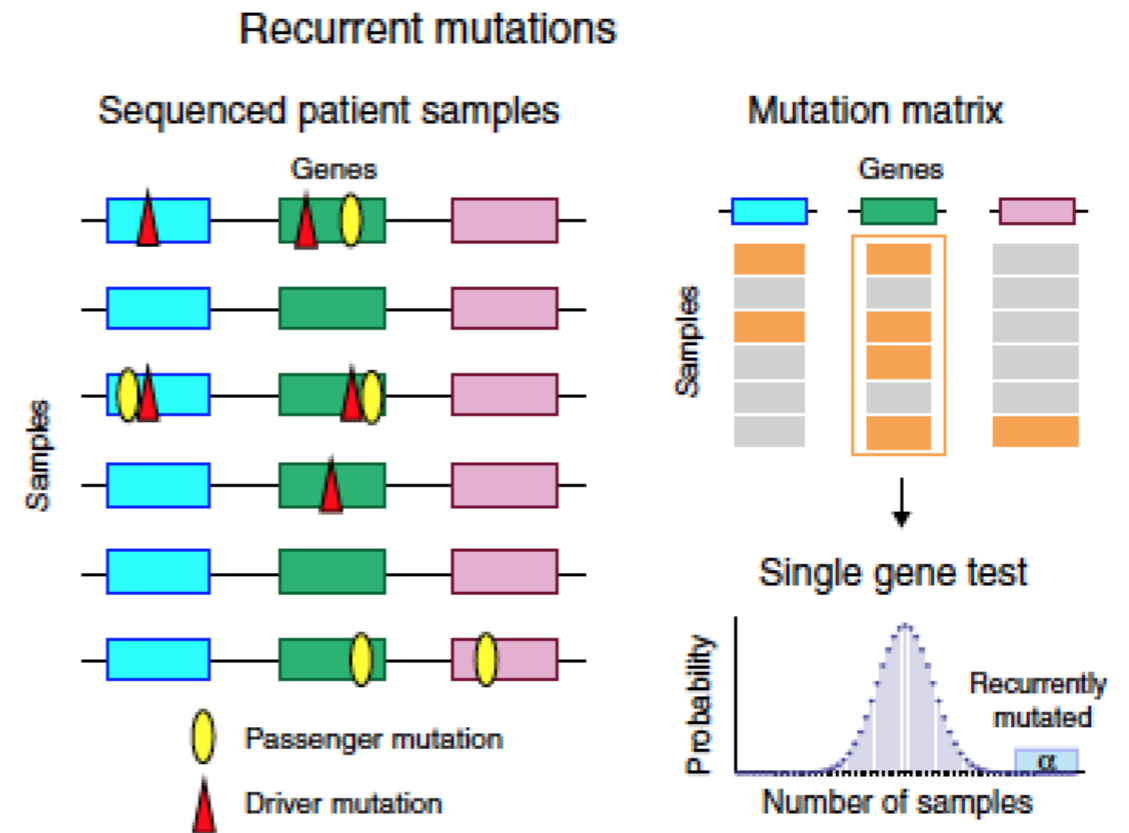 Recurrent mutations
Sequenced patient samples
Genes
Samples
Passenger mutation
Driver mutation
Mutation matrix
Genes
Samples
Single gene test
Probability
Recurrently
mutated
α
Number of samples